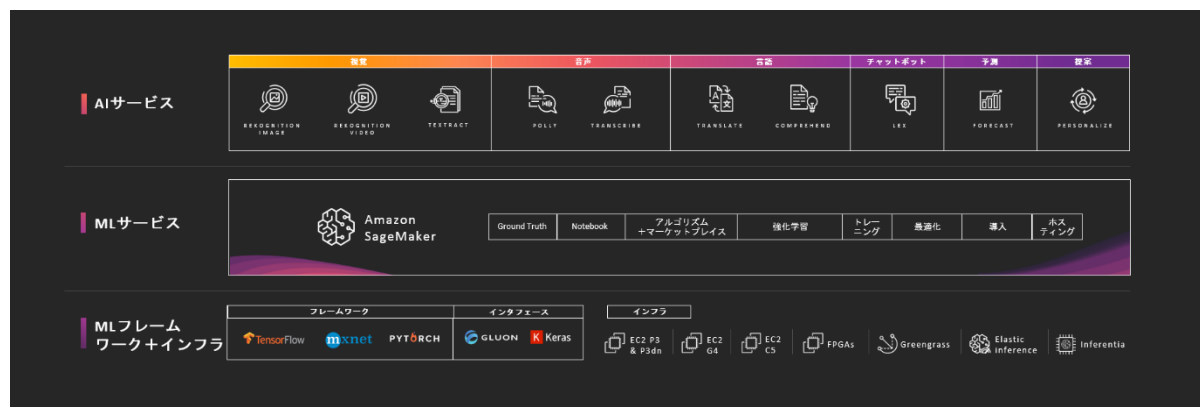 視覚
音声
言語
チャットボット
予測
提案
AIサービス
REKOGNITION
IMAGE
REKOGNITION
VIDEO
TEXTRACT
POLLY
TRANSCRIBE
TRANSLATE
COMPREHEND
LEX
FORECAST
PERSONALIZE
MLサービス
Amazon
SageMaker
Ground Truth
Notebook
アルゴリズム
+マーケットプレイス
強化学習
トレー
ニング
最適化
導入
ホス
ティング
MLフレーム
ワーク+インフラ
フレームワーク
インタフェース
インフラ
TensorFlow
mxnet
PYTORCH
GLUON
K Keras
EC2 P3
& P3dn
EC2
G4
EC2
C5
FPGAs
Greengrass
Elastic
inference
Inferentia